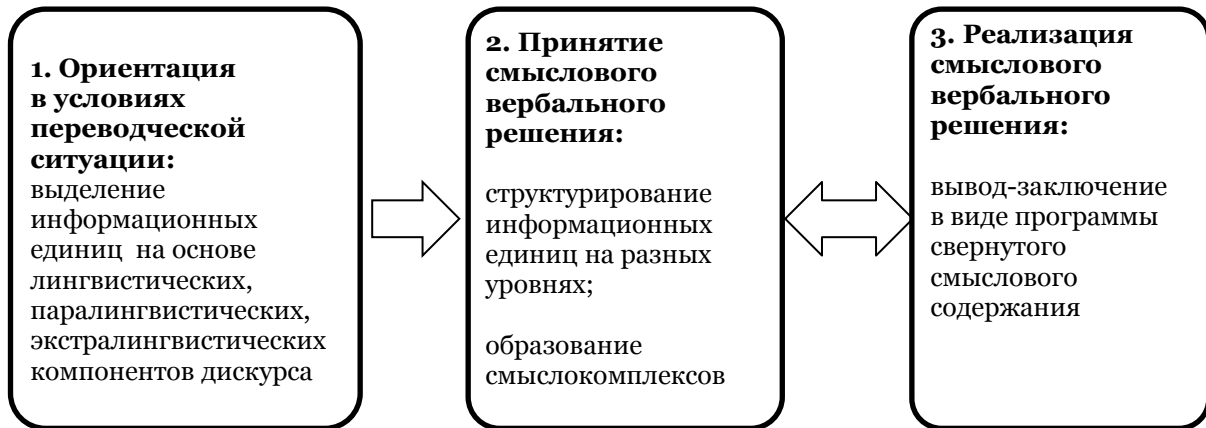 1. Ориентация
в условиях
переводческой
ситуации:
выделение
информационных
единиц на основе
лингвистических,
паралингвистических,
экстралингвистических
компонентов дискурса
2. Принятие
смыслового
вербального
решения:
структурирование
информационных
единиц на разных
уровнях;
образование
смыслокомплексов
3. Реализация
смыслового
вербального
решения:
вывод-заключение
в виде программы
свернутого
смыслового
содержания